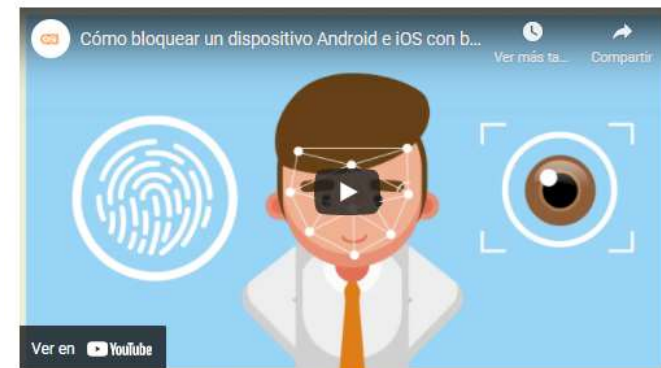 Cómo bloquear un dispositivo Android e iOS con b...
Ver más ta...
Compartir
Ver en YouTube